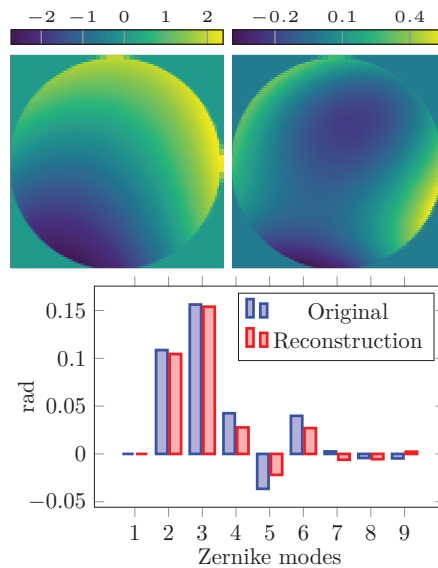 −2 −1 0 1 2
−0.2 0.1 0.4
0.15
0.1
0.05
0
−0.05
rad
Original
Reconstruction
1 2 3 4 5 6 7 8 9
Zernike modes